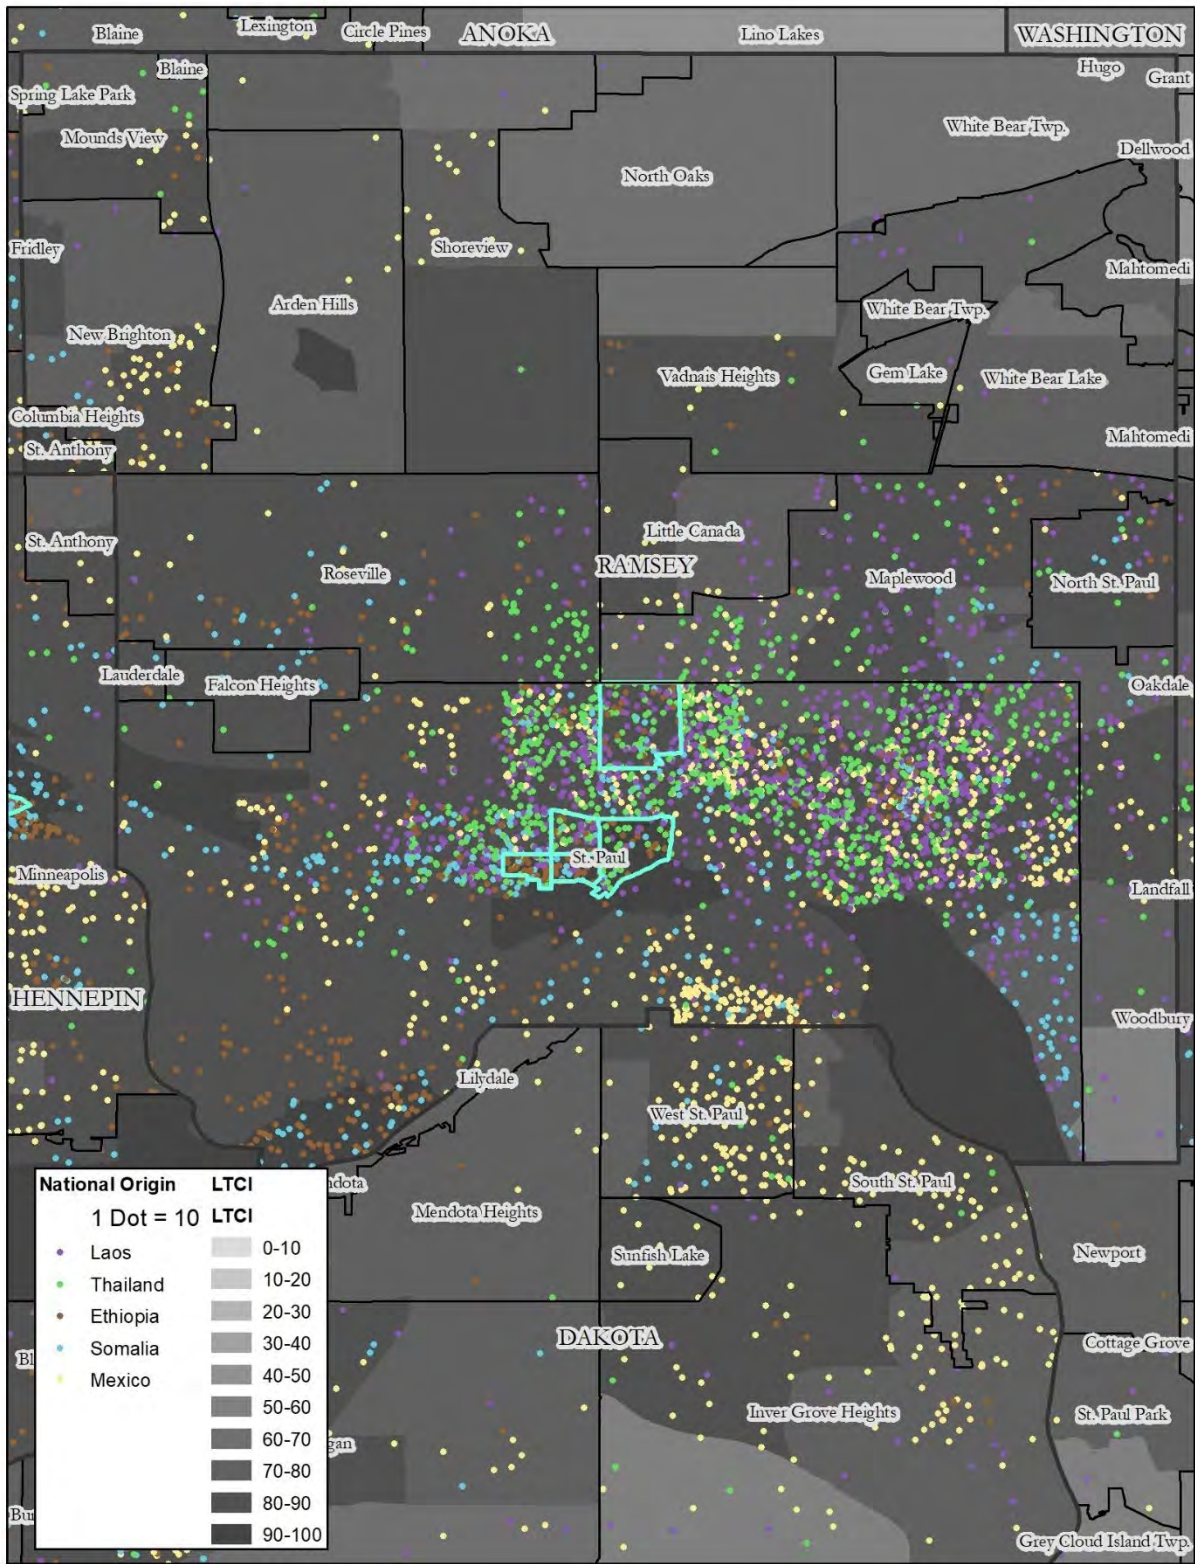 Blaine
Lexington
Circle Pines
ANOKA
Lino Lakes
WASHINGTON
Blaine
Hugo
Grant
Spring Lake Park
Mounds View
White Bear Twp.
Dellwood
North Oaks
Fridley
Shoreview
Mahtomedi
Arden Hills
White Bear Twp.
New Brighton
Vadnais Heights
Gem Lake
White Bear Lake
Columbia Heights
Mahtomedi
St. Anthony
St. Anthony
Little Canada
RAMSEY
Roseville
Maplewood
North St. Paul
Lauderdale
Falcon Heights
Oakdale
St. Paul
Minneapolis
Landfall
HENNEPIN
Woodbury
Lilydale
West St. Paul
South St. Paul
ndota
Mendota Heights
Sunfish Lake
Newport
DAKOTA
Cottage Grove
Bl
Inver Grove Heights
St. Paul Park
gan
Bu
Grey Cloud Island Twp.
National Origin
1 Dot = 10
Laos
Thailand
Ethiopia
Somalia
Mexico
LTCI
LTCI
0-10
10-20
20-30
30-40
40-50
50-60
60-70
70-80
80-90
90-100